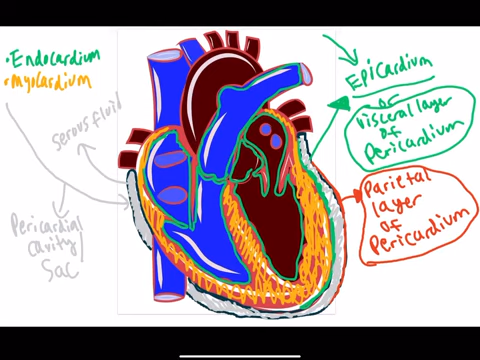 • Endocardium
• myocardium
serous fluid
Pericardial
cavity/
Sac
Epicardium
or
visceral layer
of
Pericardium
Parietal
layer
of
Pericardium